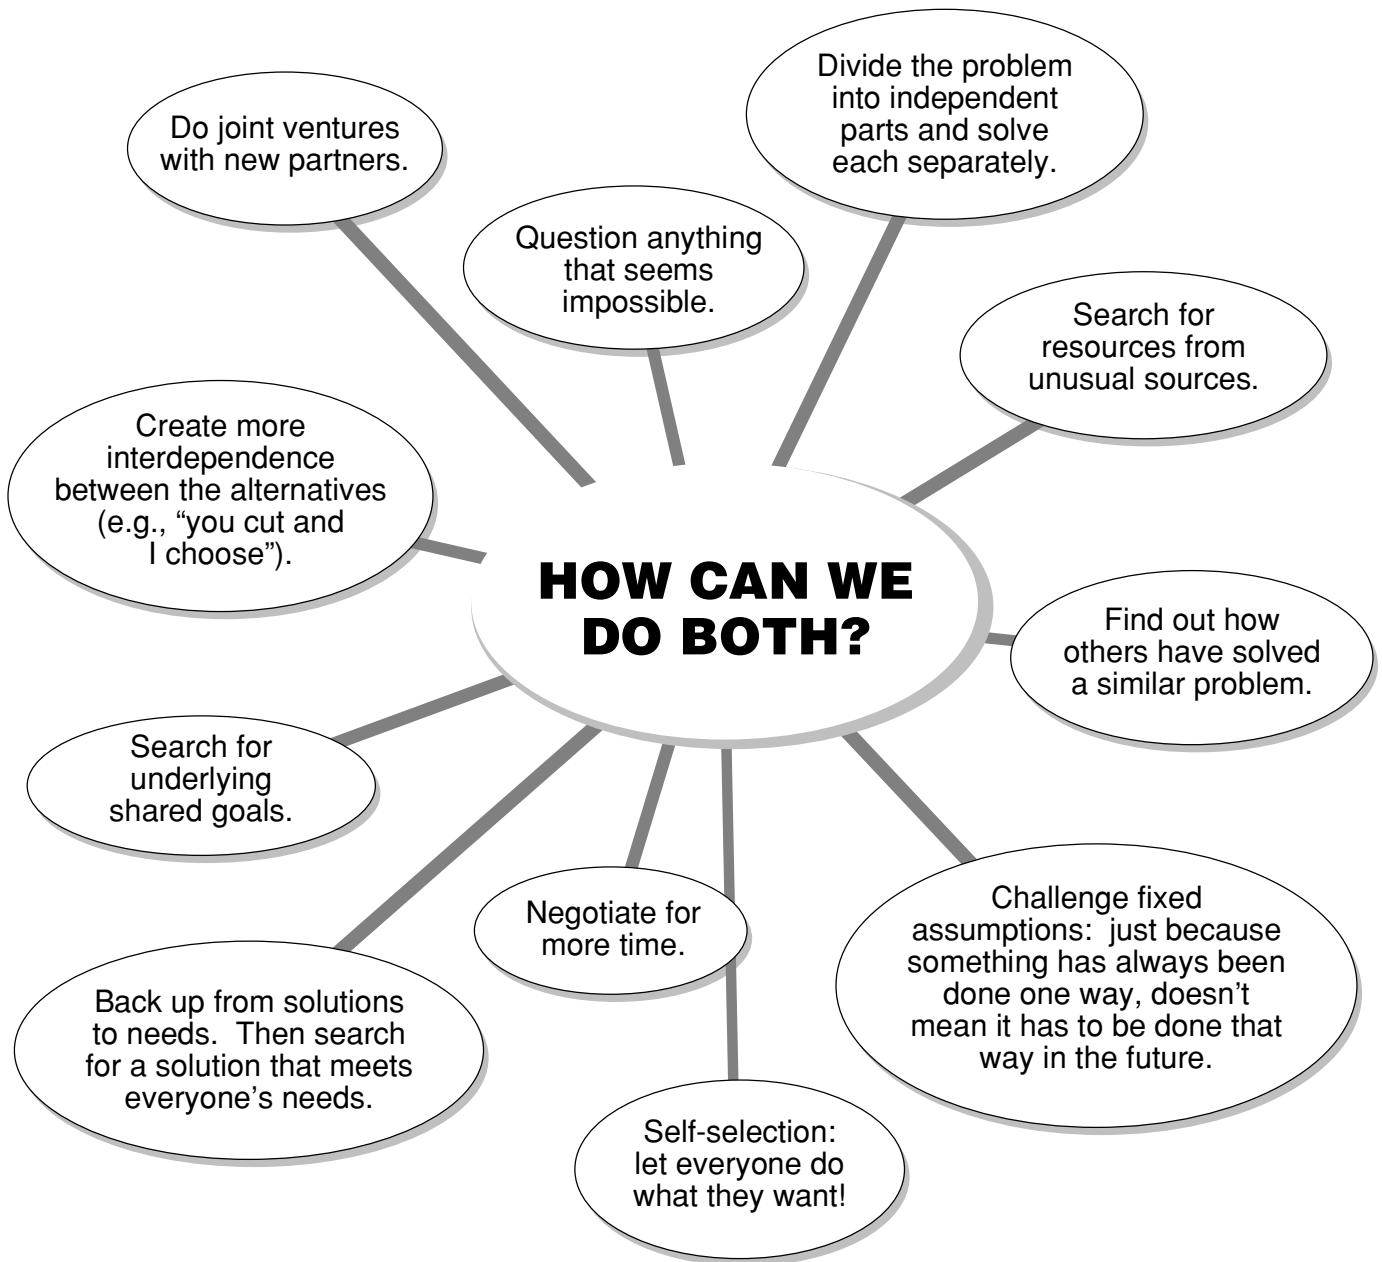 Divide the problem
into independent
parts and solve
each separately.
Do joint ventures
with new partners.
Question anything
that seems
impossible.
Search for
resources from
unusual sources.
Create more
interdependence
between the alternatives
(e.g., “you cut and
I choose”).
HOW CAN WE
DO BOTH?
Find out how
others have solved
a similar problem.
Search for
underlying
shared goals.
Negotiate for
more time.
Challenge fixed
assumptions:  just because
something has always been
done one way, doesn’t
mean it has to be done that
way in the future.
Back up from solutions
to needs.  Then search
for a solution that meets
everyone’s needs.
Self-selection:
let everyone do
what they want!